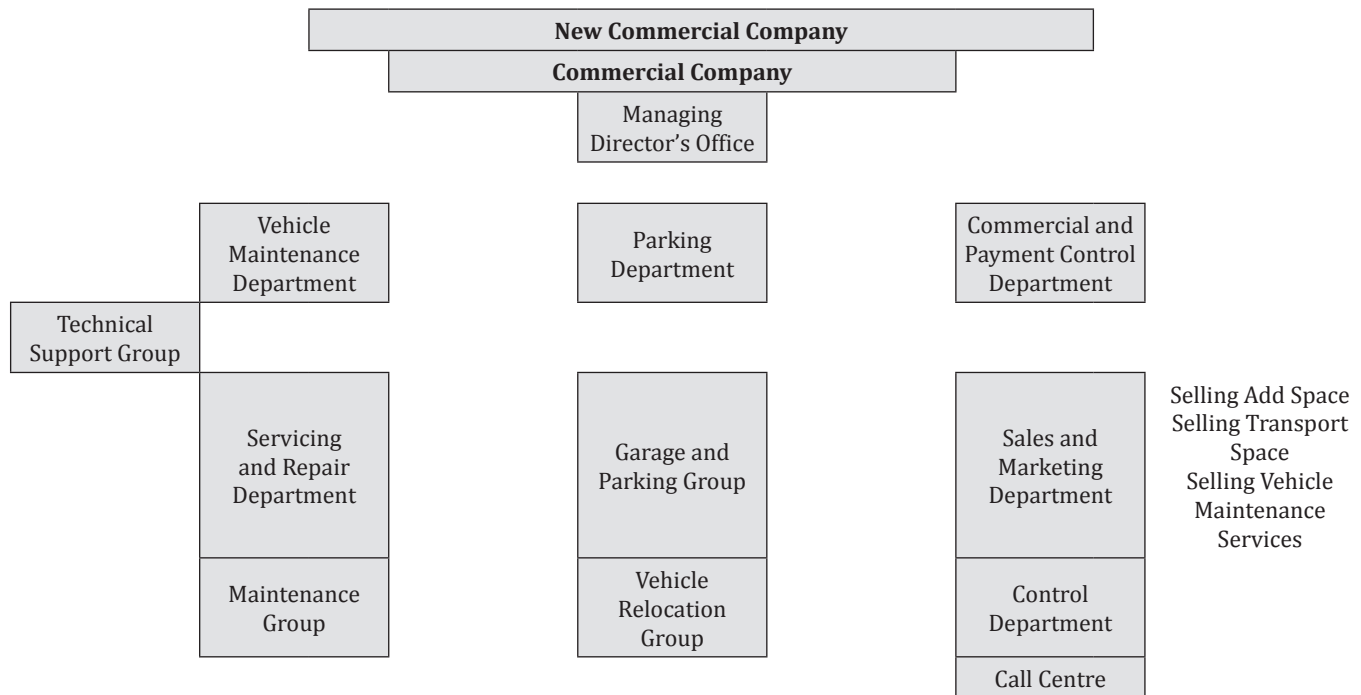 New Commercial Company
Commercial Company
Managing
Director’s Office
Vehicle
Maintenance
Department
Parking
Department
Commercial and
Payment Control
Department
Technical
Support Group
Servicing
and Repair
Department
Garage and
Parking Group
Sales and
Marketing
Department
Selling Add Space
Selling Transport
Space
Selling Vehicle
Maintenance
Services
Maintenance
Group
Vehicle
Relocation
Group
Control
Department
Call Centre